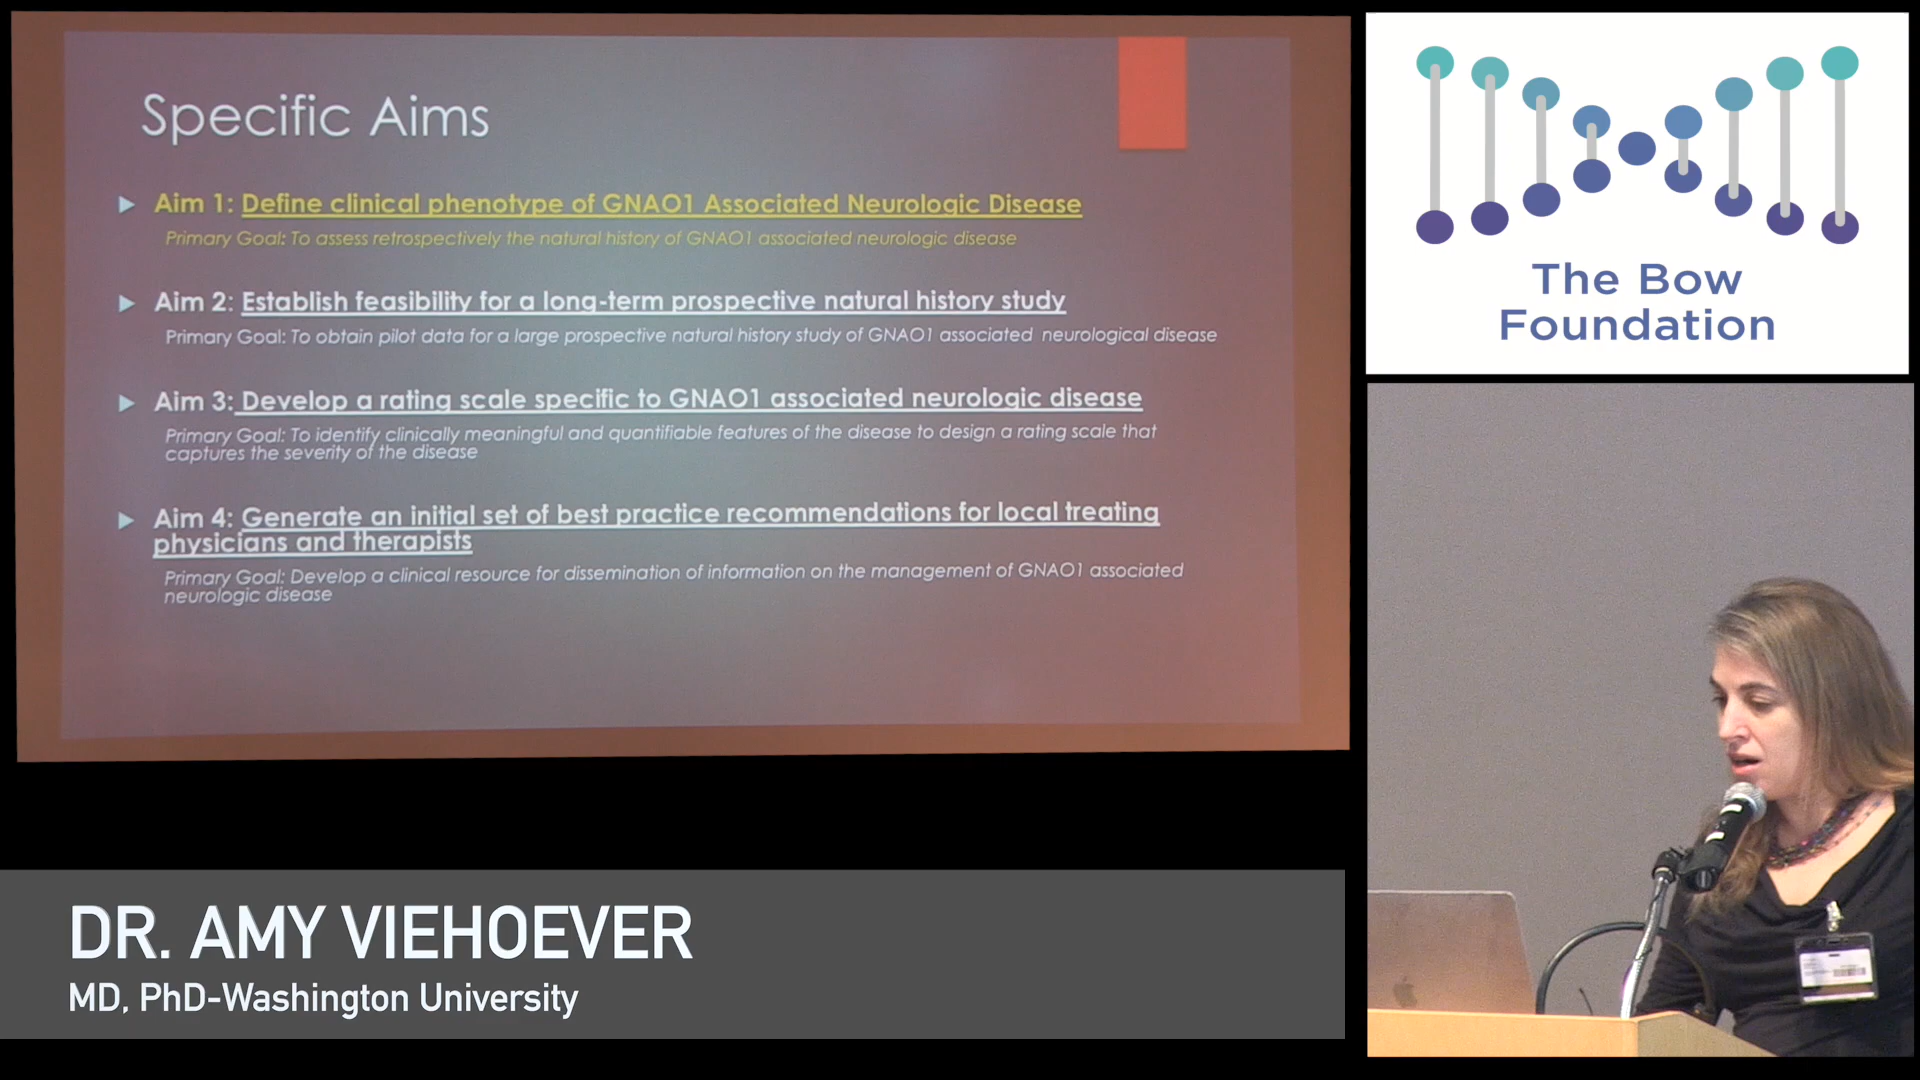 Specific Aims
Aim 1: Define clinical phenotype of GNAO1 Associated Neurologic Disease
Primary Goal: To assess retrospectively the natural history of GNAO1 associated neurologic disease
Aim 2: Establish feasibility for a long-term prospective natural history study
Primary Goal: To obtain pilot data for a large prospective natural history study of GNAO1 associated neurological disease
Aim 3: Develop a rating scale specific to GNAO1 associated neurologic disease
Primary Goal: To identify clinically meaningful and quantifiable features of the disease to design a rating scale that
captures the severity of the disease
Aim 4: Generate an initial set of best practice recommendations for local treating
physicians and therapists
Primary Goal: Develop a clinical resource for dissemination of information on the management of GNAO1 associated
neurologic disease
The Bow
Foundation
DR. AMY VIEHOEVER
MD, PhD-Washington University